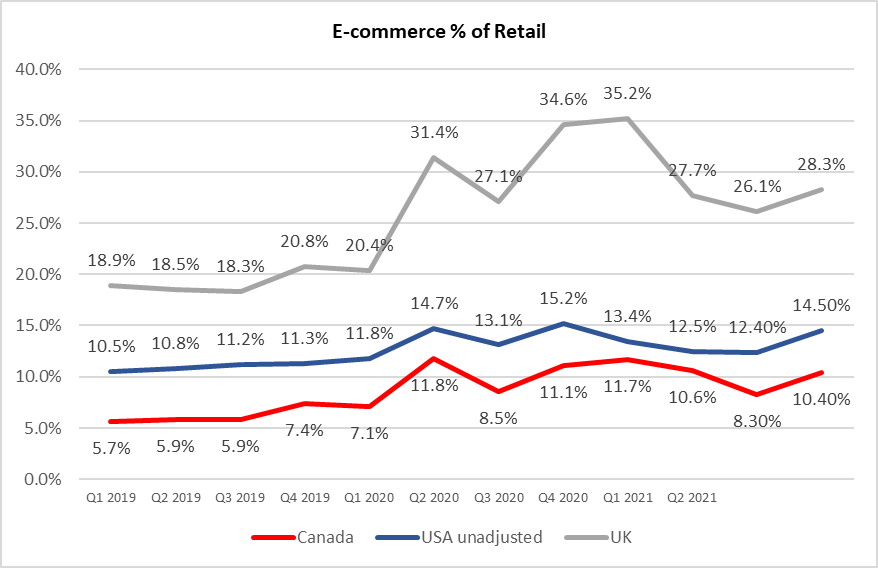 E-commerce % of Retail
40.0%
35.0%
30.0%
25.0%
20.0%
15.0%
10.0%
5.0%
0.0%
18.9% 18.5% 18.3% 20.8% 20.4% 31.4% 27.1% 34.6% 35.2% 27.7% 26.1% 28.3%
10.5% 10.8% 11.2% 11.3% 11.8% 14.7% 13.1% 15.2% 13.4% 12.5% 12.40% 14.50%
5.7% 5.9% 5.9% 7.4% 7.1% 11.8% 8.5% 11.1% 11.7% 10.6% 8.30% 10.40%
Q1 2019 Q2 2019 Q3 2019 Q4 2019 Q1 2020 Q2 2020 Q3 2020 Q4 2020 Q1 2021 Q2 2021
Canada USA unadjusted UK